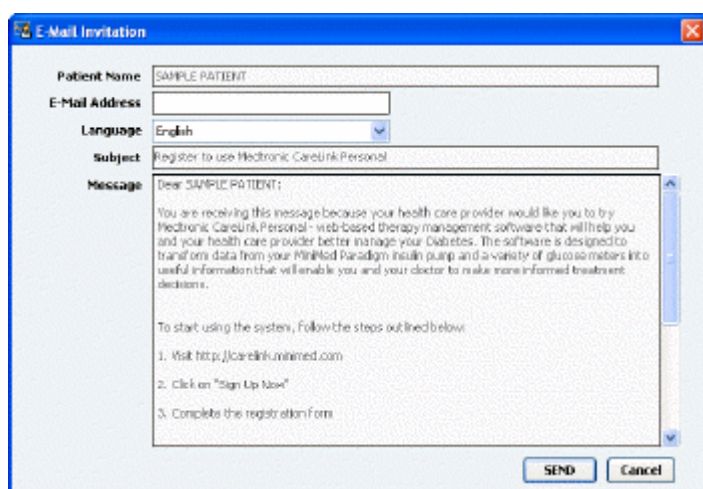 E-Mail Invitation
Patient Name SAMPLE PATIENT
E-Mail Address
Language English
Subject Register to use Medtronic CareLink Personal
Message Dear SAMPLE PATIENT:
You are receiving this message because your health care provider would like you to try
Medtronic CareLink Personal - web-based therapy management software that will help you
and your health care provider better manage your Diabetes. The software is designed to
transform data from your MiniMed Paradigm insulin pump and a variety of glucose meters into
useful information that will enable you and your doctor to make more informed treatment
decisions.
To start using the system, follow the steps outlined below:
1. Visit http://carelink.minimed.com
2. Click on "Sign Up Now"
3. Complete the registration form
SEND Cancel